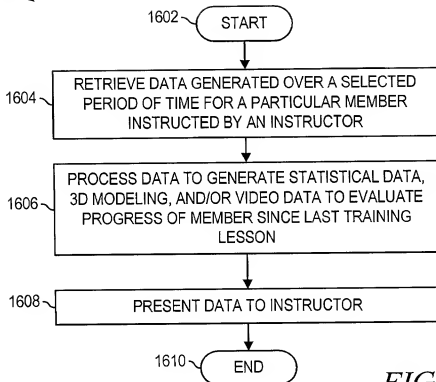 1602
START
1604
RETRIEVE DATA GENERATED OVER A SELECTED
PERIOD OF TIME FOR A PARTICULAR MEMBER
INSTRUCTED BY AN INSTRUCTOR
1606
PROCESS DATA TO GENERATE STATISTICAL DATA,
3D MODELING, AND/OR VIDEO DATA TO EVALUATE
PROGRESS OF MEMBER SINCE LAST TRAINING
LESSON
1608
PRESENT DATA TO INSTRUCTOR
1610
END
FIG